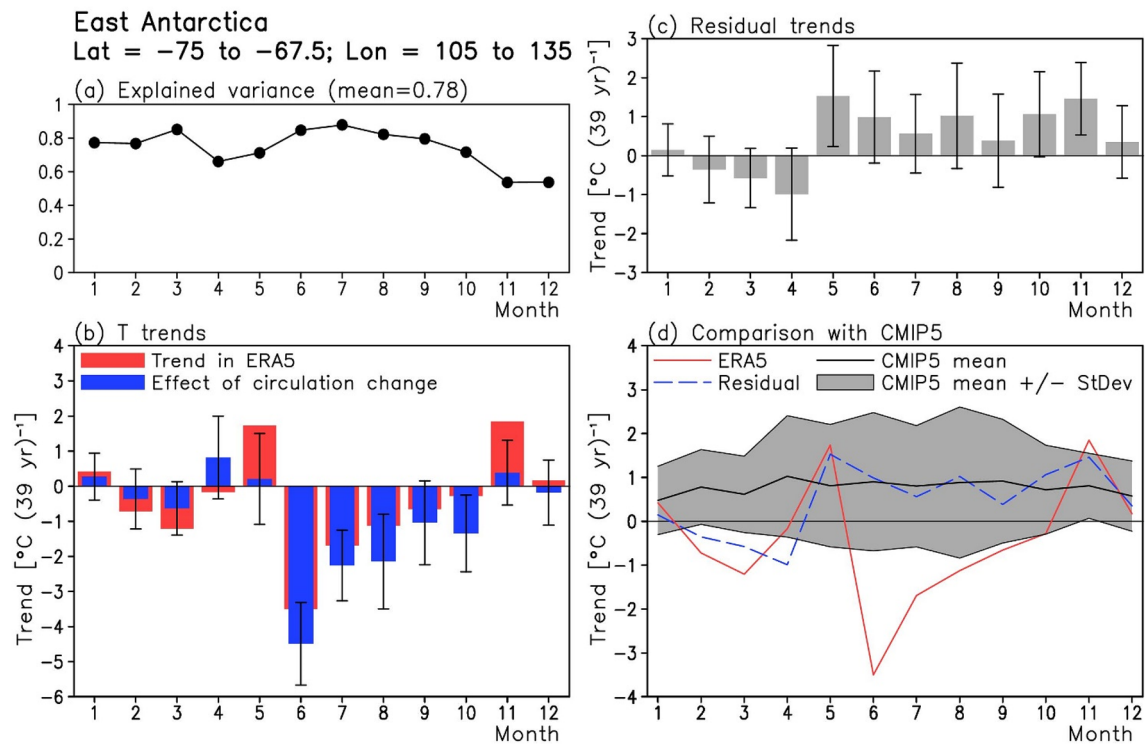 East Antarctica
Lat = −75 to −67.5; Lon = 105 to 135
(a) Explained variance (mean=0.78)
1
0.8
0.6
0.4
0.2
0
1 2 3 4 5 6 7 8 9 10 11 12
Month
(b) T trends
Trend in ERA5
Effect of circulation change
Trend [°C (39 yr)⁻¹]
4
3
2
1
0
−1
−2
−3
−4
−5
−6
1 2 3 4 5 6 7 8 9 10 11 12
Month
(c) Residual trends
Trend [°C (39 yr)⁻¹]
3
2
1
0
−1
−2
−3
1 2 3 4 5 6 7 8 9 10 11 12
Month
(d) Comparison with CMIP5
ERA5
Residual
CMIP5 mean
CMIP5 mean +/− StDev
Trend [°C (39 yr)⁻¹]
4
3
2
1
0
−1
−2
−3
−4
1 2 3 4 5 6 7 8 9 10 11 12
Month